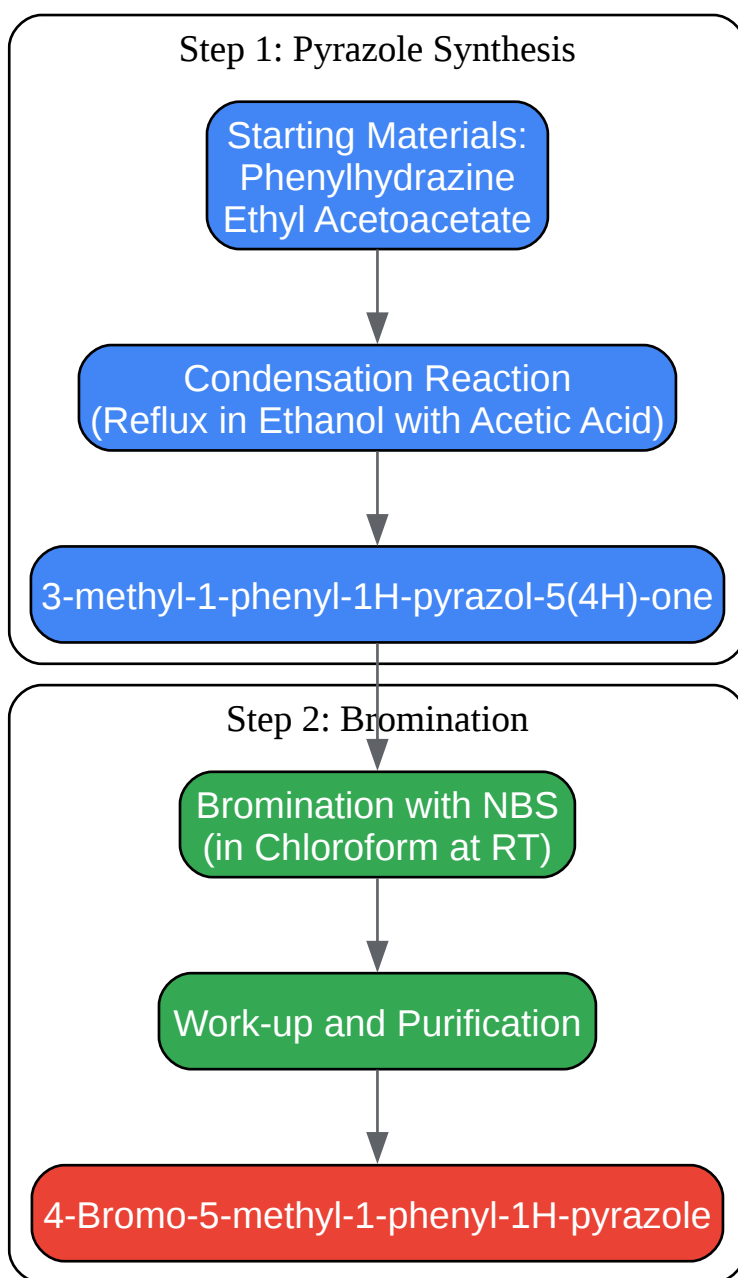 Step 1: Pyrazole Synthesis
Starting Materials:
Phenylhydrazine
Ethyl Acetoacetate
Condensation Reaction
(Reflux in Ethanol with Acetic Acid)
3-methyl-1-phenyl-1H-pyrazol-5(4H)-one
Step 2: Bromination
Bromination with NBS
(in Chloroform at RT)
Work-up and Purification
4-Bromo-5-methyl-1-phenyl-1H-pyrazole